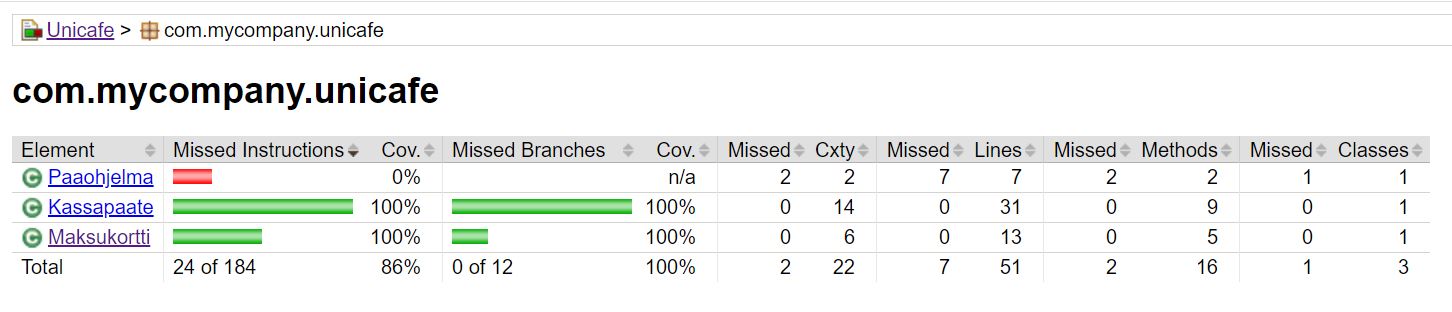 Unicafe > com.mycompany.unicafe
com.mycompany.unicafe
Element Missed Instructions Cov. Missed Branches Cov. Missed Cxty Missed Lines Missed Methods Missed Classes
Paaohjelma 0% n/a 2 2 7 7 2 2 1 1
Kassapaate 100% 100% 0 14 0 31 0 9 0 1
Maksukortti 100% 100% 0 6 0 13 0 5 0 1
Total 24 of 184 86% 0 of 12 100% 2 22 7 51 2 16 1 3